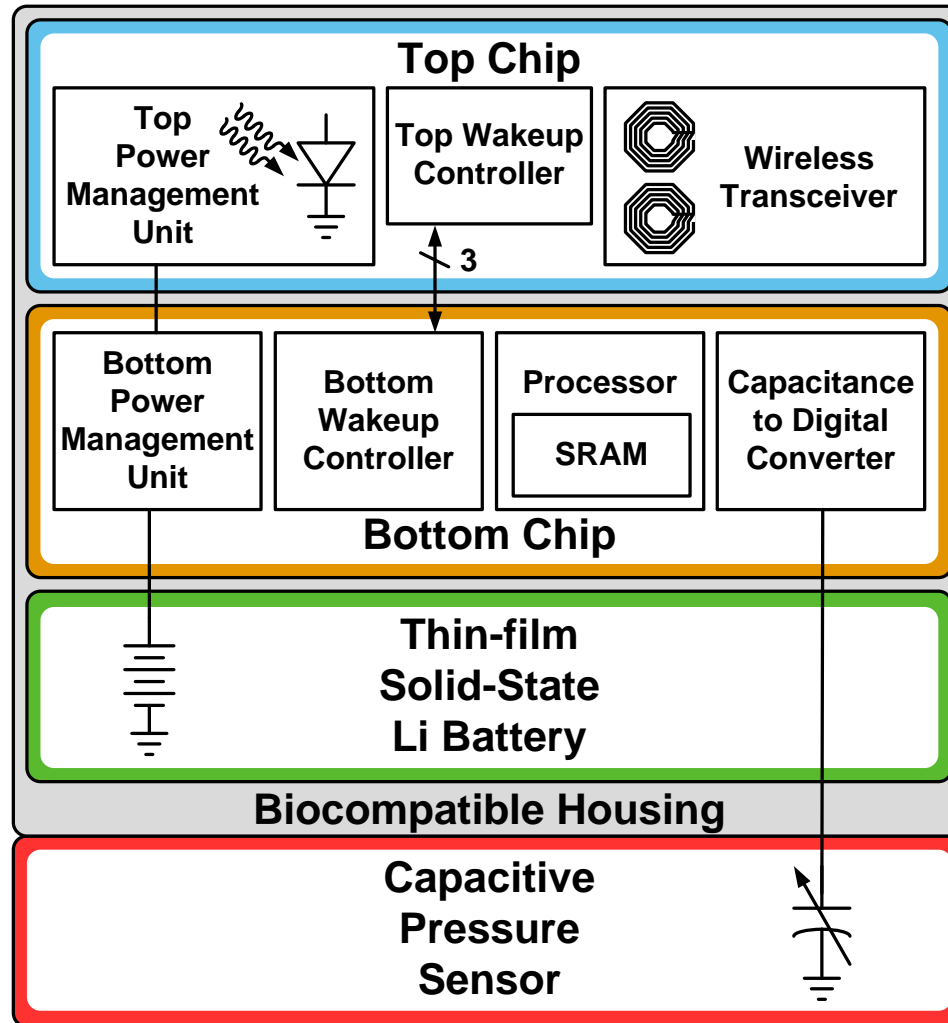 Top Chip
Top
Power
Management
Unit
Top Wakeup
Controller
Wireless
Transceiver
3
Bottom
Power
Management
Unit
Bottom
Wakeup
Controller
Processor
SRAM
Capacitance
to Digital
Converter
Bottom Chip
Thin-film
Solid-State
Li Battery
Biocompatible Housing
Capacitive
Pressure
Sensor